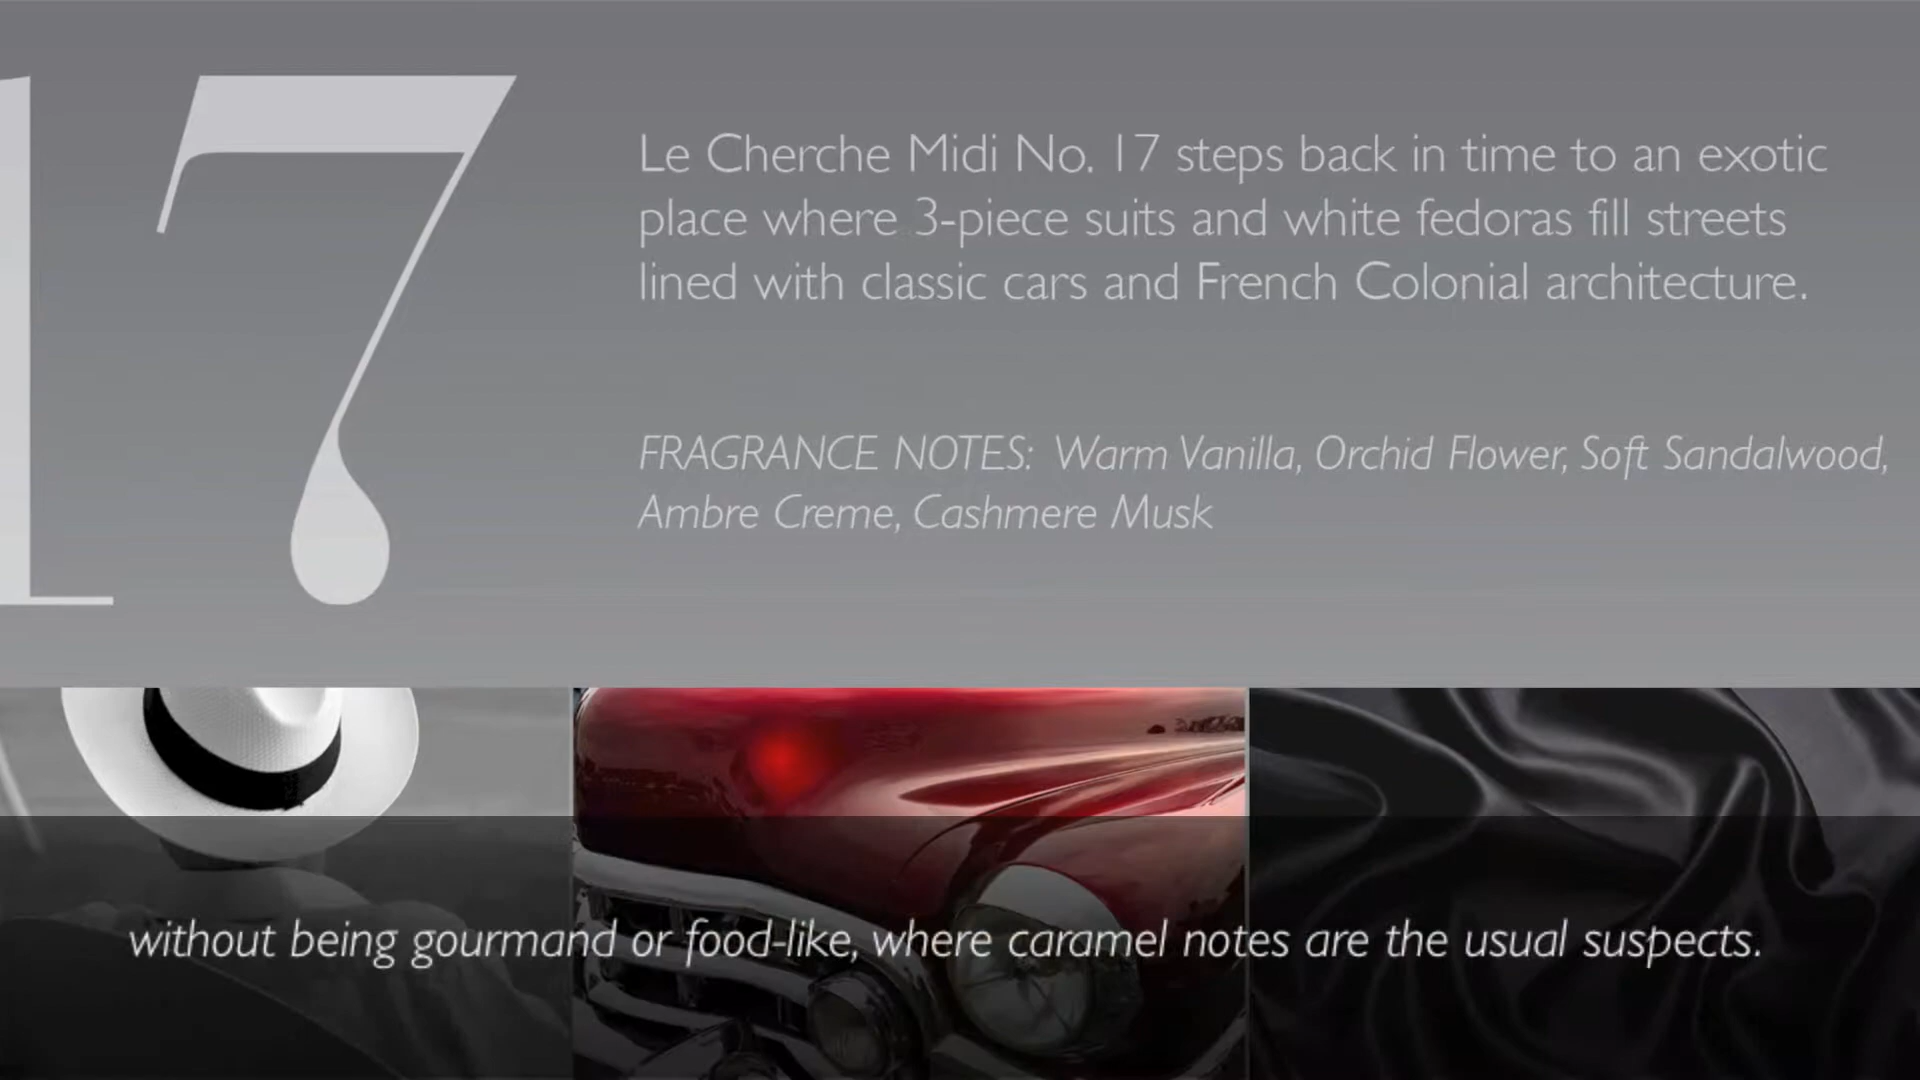 17
Le Cherche Midi No. 17 steps back in time to an exotic
place where 3-piece suits and white fedoras fill streets
lined with classic cars and French Colonial architecture.
FRAGRANCE NOTES: Warm Vanilla, Orchid Flower, Soft Sandalwood,
Ambre Creme, Cashmere Musk
without being gourmand or food-like, where caramel notes are the usual suspects.